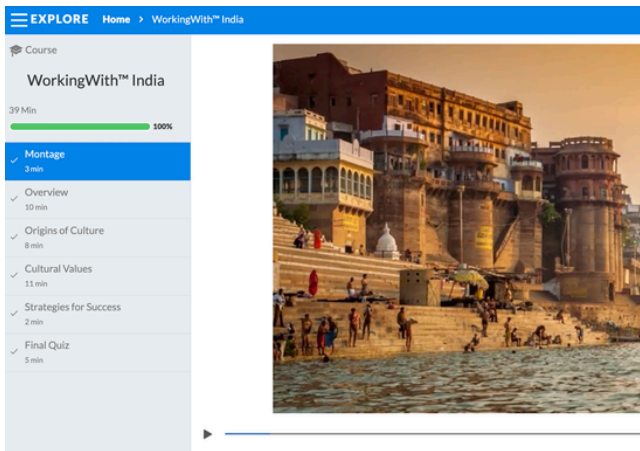 EXPLORE Home > WorkingWith™ India
Course
WorkingWith™ India
39 Min
100%
Montage
3 min
Overview
10 min
Origins of Culture
8 min
Cultural Values
11 min
Strategies for Success
2 min
Final Quiz
5 min